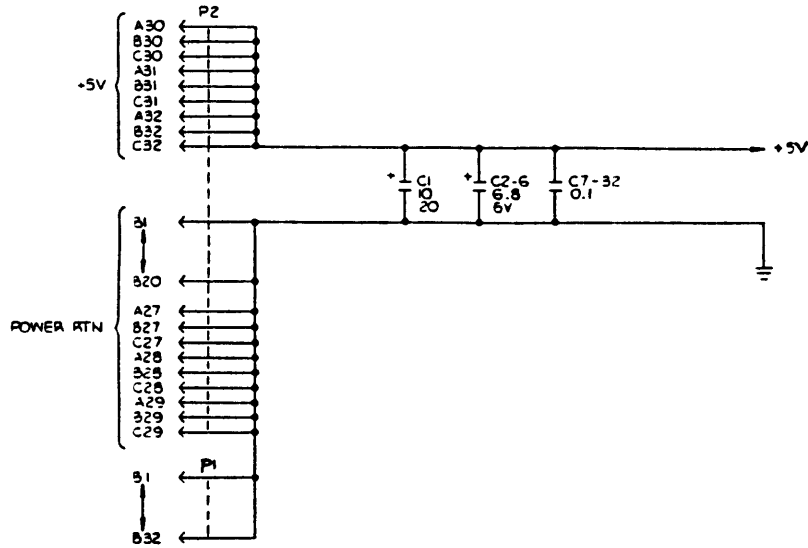 P2
A30
B30
C30
A31
B31
C31
A32
B32
C32
+5V
+5V
+ C1
10
20
+ C2-6
6.8
6V
C7-32
0.1
B1
B20
A27
B27
C27
A28
B28
C28
A29
B29
C29
POWER RTN
P1
B1
B32